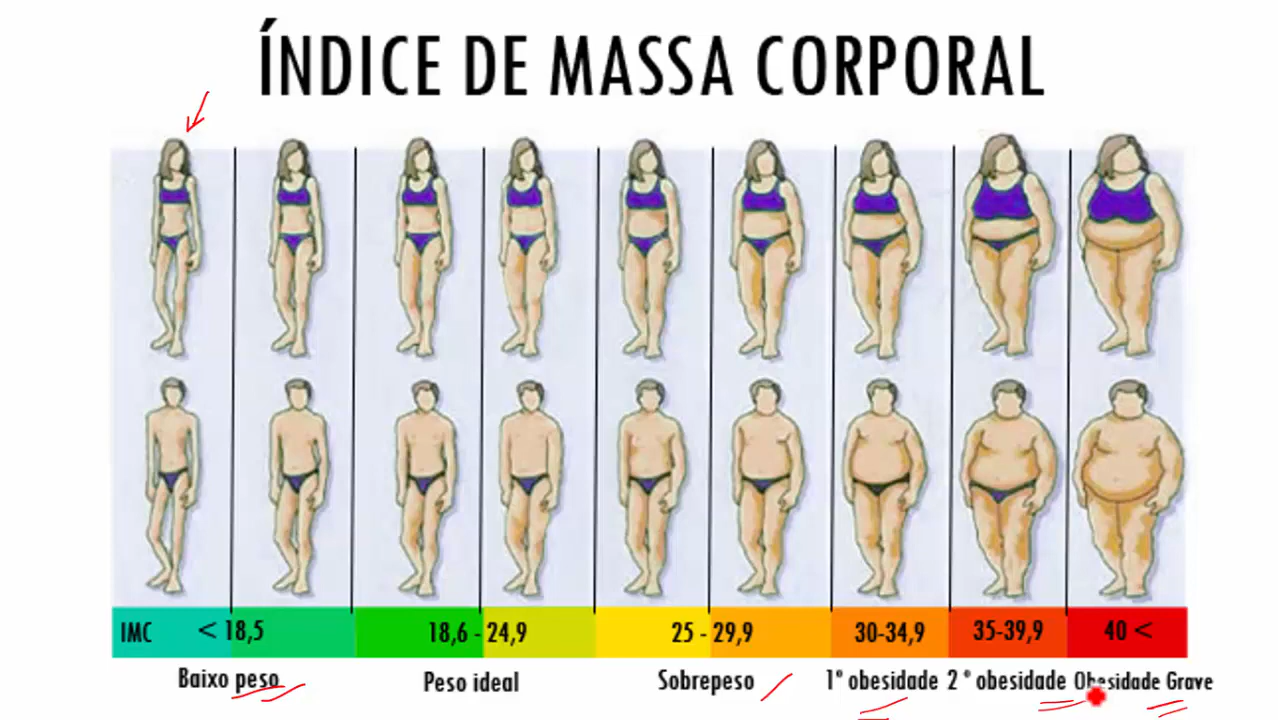 ÍNDICE DE MASSA CORPORAL
IMC < 18,5 18,6 - 24,9 25 - 29,9 30-34,9 35-39,9 40 <
Baixo peso Peso ideal Sobrepeso 1º obesidade 2 º obesidade Obesidade Grave